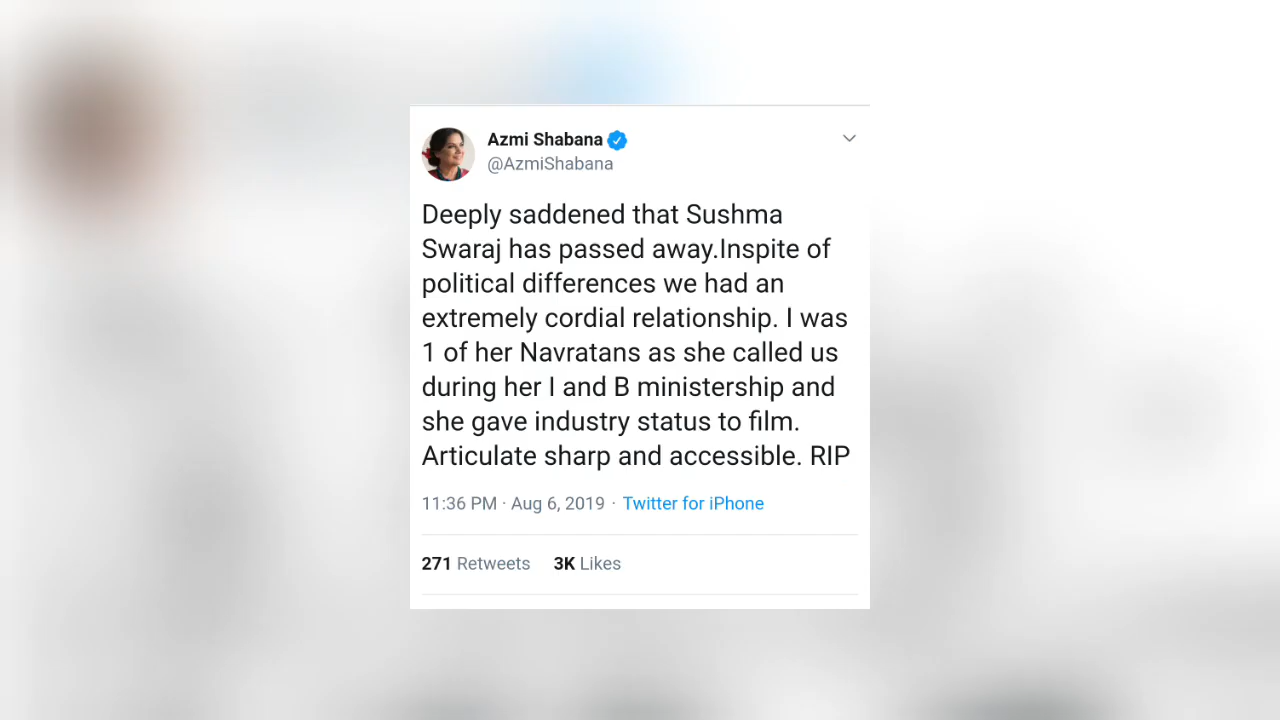 Azmi Shabana
@AzmiShabana
Deeply saddened that Sushma
Swaraj has passed away.Inspite of
political differences we had an
extremely cordial relationship. I was
1 of her Navratans as she called us
during her I and B ministership and
she gave industry status to film.
Articulate sharp and accessible. RIP
11:36 PM · Aug 6, 2019 · Twitter for iPhone
271 Retweets 3K Likes